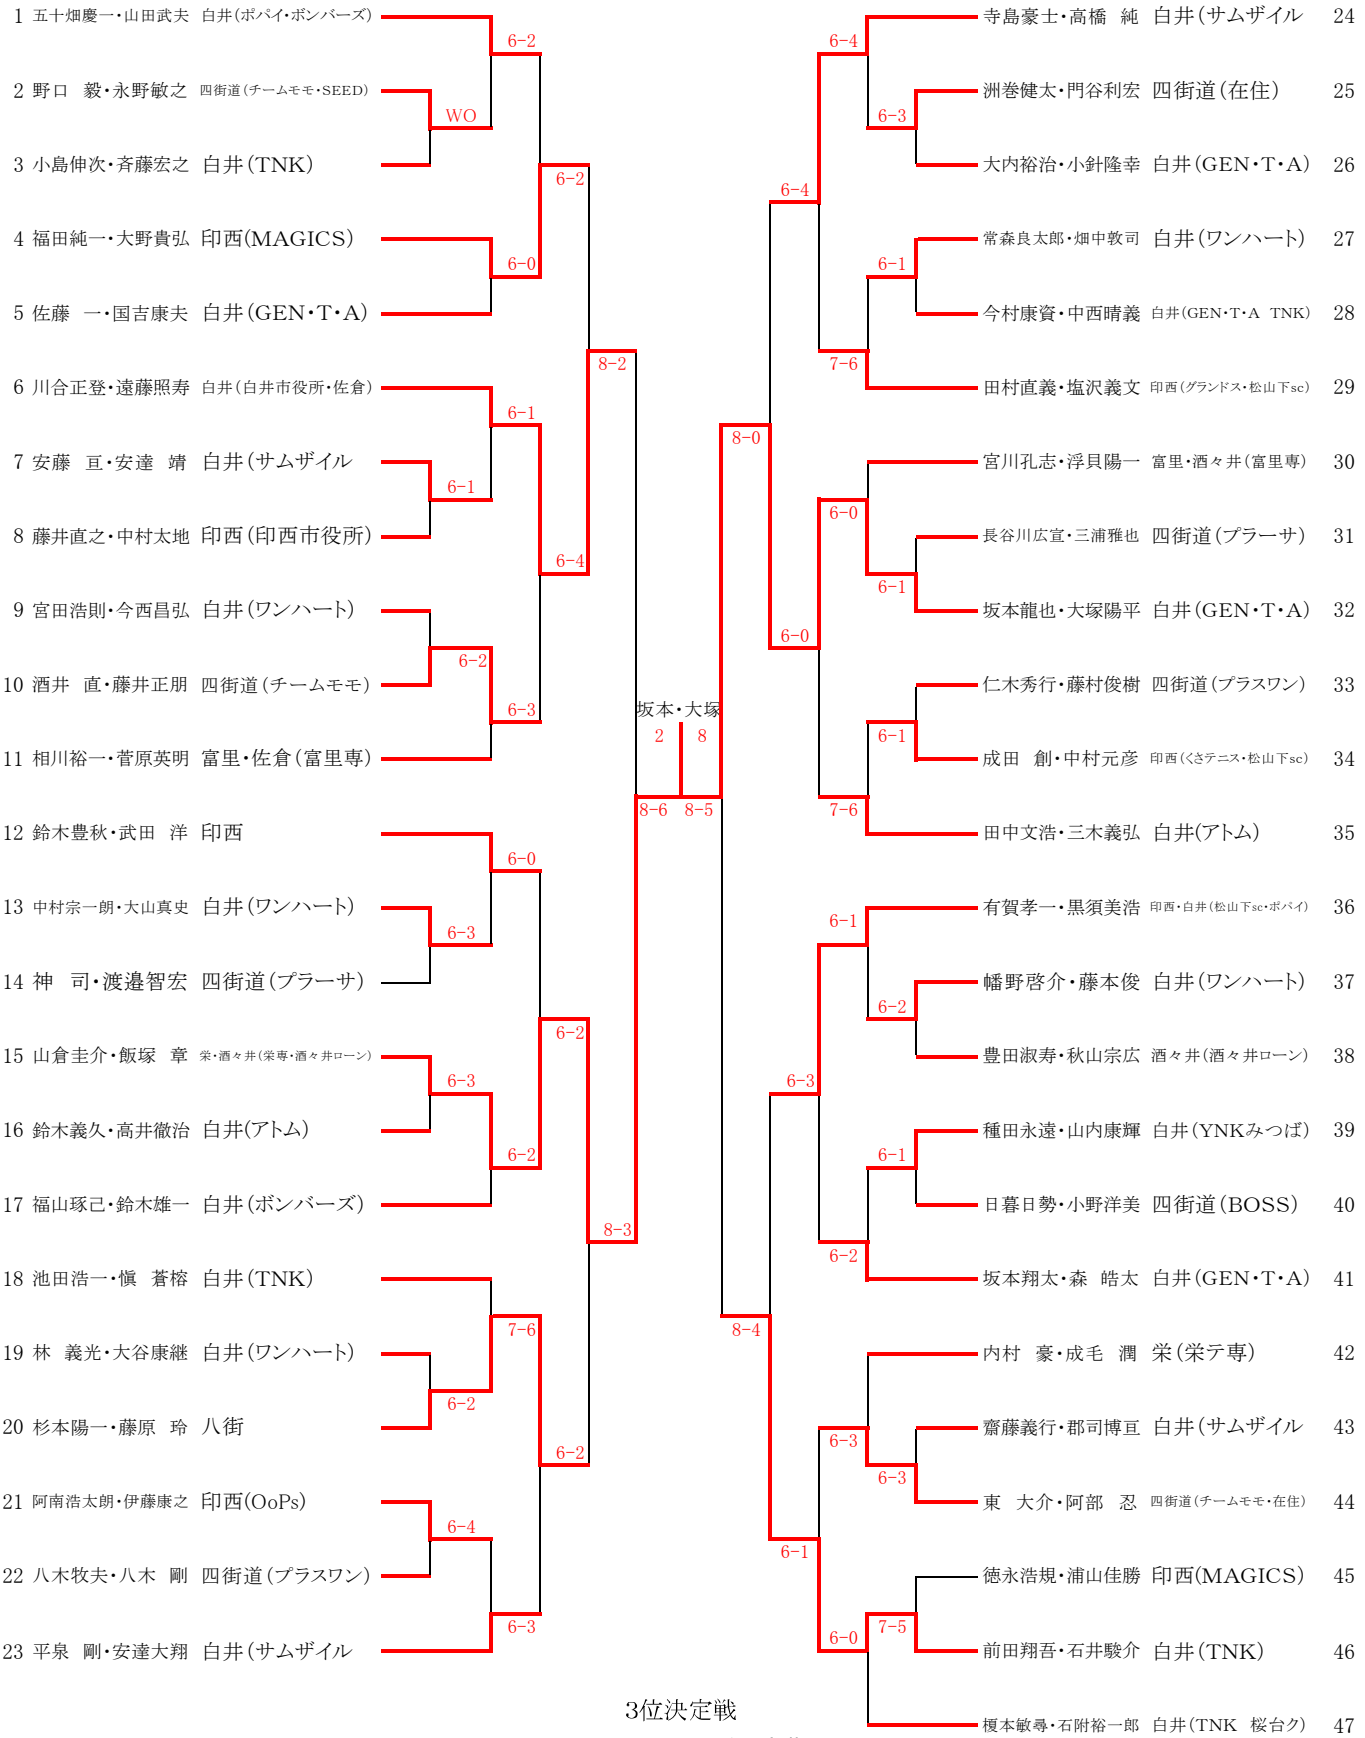 1 五十畑慶一・山田武夫 白井(ポパイ・ボンバーズ)
6-2
2 野口 毅・永野敏之 四街道(チームモモ・SEED)
WO
3 小島伸次・斉藤宏之 白井(TNK)
6-2
4 福田純一・大野貴弘 印西(MAGICS)
6-0
5 佐藤 一・国吉康夫 白井(GEN・T・A)
8-2
6 川合正登・遠藤照寿 白井(白井市役所・佐倉)
6-1
7 安藤 亘・安達 靖 白井(サムザイル
6-1
8 藤井直之・中村太地 印西(印西市役所)
6-4
9 宮田浩則・今西昌弘 白井(ワンハート)
6-2
10 酒井 直・藤井正朋 四街道(チームモモ)
6-3
11 相川裕一・菅原英明 富里・佐倉(富里専)
12 鈴木豊秋・武田 洋 印西
6-0
13 中村宗一朗・大山真史 白井(ワンハート)
6-3
14 神 司・渡邉智宏 四街道(プラーサ)
6-2
15 山倉圭介・飯塚 章 栄・酒々井(栄専・酒々井ローン)
6-3
16 鈴木義久・高井徹治 白井(アトム)
6-2
17 福山琢己・鈴木雄一 白井(ボンバーズ)
8-3
18 池田浩一・愼 蒼榕 白井(TNK)
7-6
19 林 義光・大谷康継 白井(ワンハート)
6-2
20 杉本陽一・藤原 玲 八街
6-2
21 阿南浩太朗・伊藤康之 印西(OoPs)
6-4
22 八木牧夫・八木 剛 四街道(プラスワン)
6-3
23 平泉 剛・安達大翔 白井(サムザイル
坂本・大塚
2 8
8-6 8-5
寺島豪士・高橋 純 白井(サムザイル 24
6-4
洲巻健太・門谷利宏 四街道(在住) 25
6-3
大内裕治・小針隆幸 白井(GEN・T・A) 26
6-4
常森良太郎・畑中敦司 白井(ワンハート) 27
6-1
今村康資・中西晴義 白井(GEN・T・A TNK) 28
7-6
田村直義・塩沢義文 印西(グランドス・松山下sc) 29
8-0
宮川孔志・浮貝陽一 富里・酒々井(富里専) 30
6-0
長谷川広宣・三浦雅也 四街道(プラーサ) 31
6-1
坂本龍也・大塚陽平 白井(GEN・T・A) 32
6-0
仁木秀行・藤村俊樹 四街道(プラスワン) 33
6-1
成田 創・中村元彦 印西(くさテニス・松山下sc) 34
7-6
田中文浩・三木義弘 白井(アトム) 35
有賀孝一・黒須美浩 印西・白井(松山下sc・ポパイ) 36
6-1
幡野啓介・藤本俊 白井(ワンハート) 37
6-2
豊田淑寿・秋山宗広 酒々井(酒々井ローン) 38
6-3
種田永遠・山内康輝 白井(YNKみつば) 39
6-1
日暮日勢・小野洋美 四街道(BOSS) 40
6-2
坂本翔太・森 皓太 白井(GEN・T・A) 41
8-4
内村 豪・成毛 潤 栄(栄テ専) 42
6-3
齋藤義行・郡司博亘 白井(サムザイル 43
6-3
東 大介・阿部 忍 四街道(チームモモ・在住) 44
6-1
徳永浩規・浦山佳勝 印西(MAGICS) 45
7-5
6-0
前田翔吾・石井駿介 白井(TNK) 46
榎本敏尋・石附裕一郎 白井(TNK 桜台ク) 47
3位決定戦